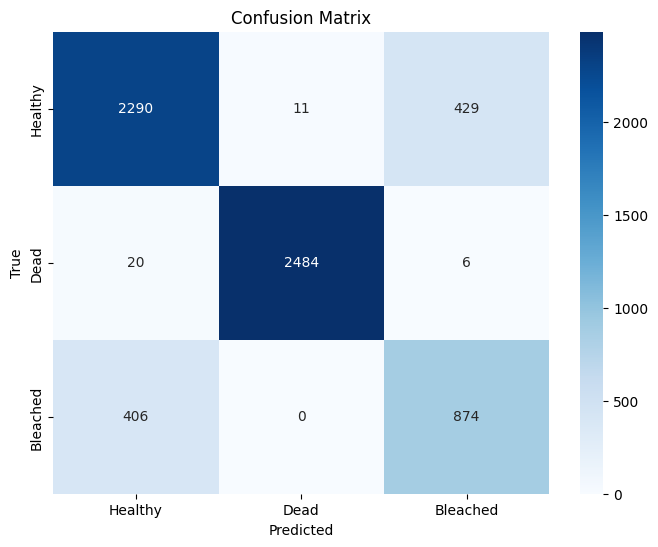 Confusion Matrix
Healthy
2290
11
429
2000
1500
True
Dead
20
2484
6
1000
Bleached
406
0
874
500
0
Healthy
Dead
Bleached
Predicted